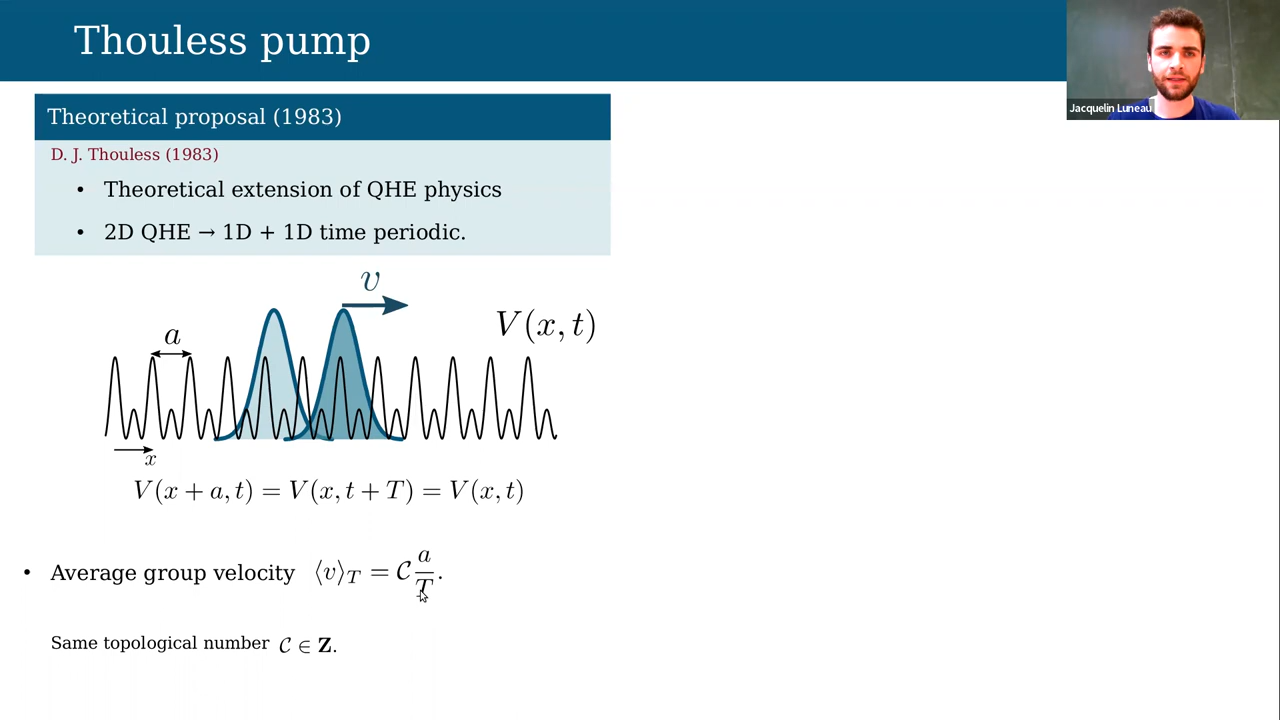 Thouless pump
Jacquelin Luneau
Theoretical proposal (1983)
D. J. Thouless (1983)
• Theoretical extension of QHE physics
• 2D QHE → 1D + 1D time periodic.
v
V(x, t)
a
x
V(x + a, t) = V(x, t + T) = V(x, t)
• Average group velocity ⟨v⟩_T = 𝒞 a/T.
Same topological number 𝒞 ∈ Z.